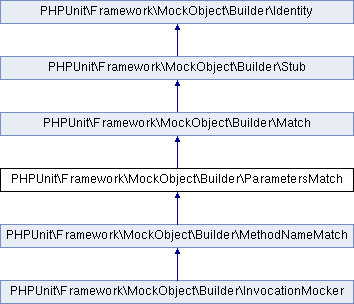 PHPUnit\Framework\MockObject\Builder\Identity
PHPUnit\Framework\MockObject\Builder\Stub
PHPUnit\Framework\MockObject\Builder\Match
PHPUnit\Framework\MockObject\Builder\ParametersMatch
PHPUnit\Framework\MockObject\Builder\MethodNameMatch
PHPUnit\Framework\MockObject\Builder\InvocationMocker